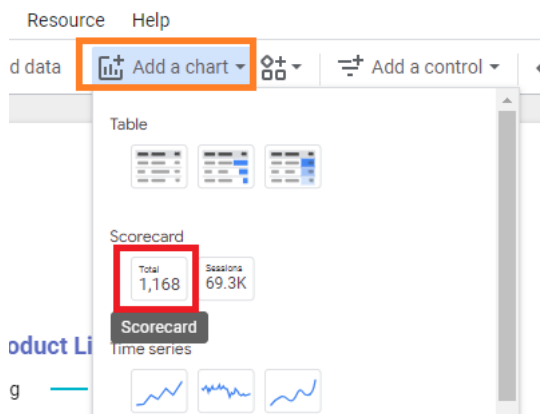 Resource Help
d data Add a chart Add a control
Table
Scorecard
Total
1,168
Sessions
69.3K
Scorecard
oduct Li
Time series
g